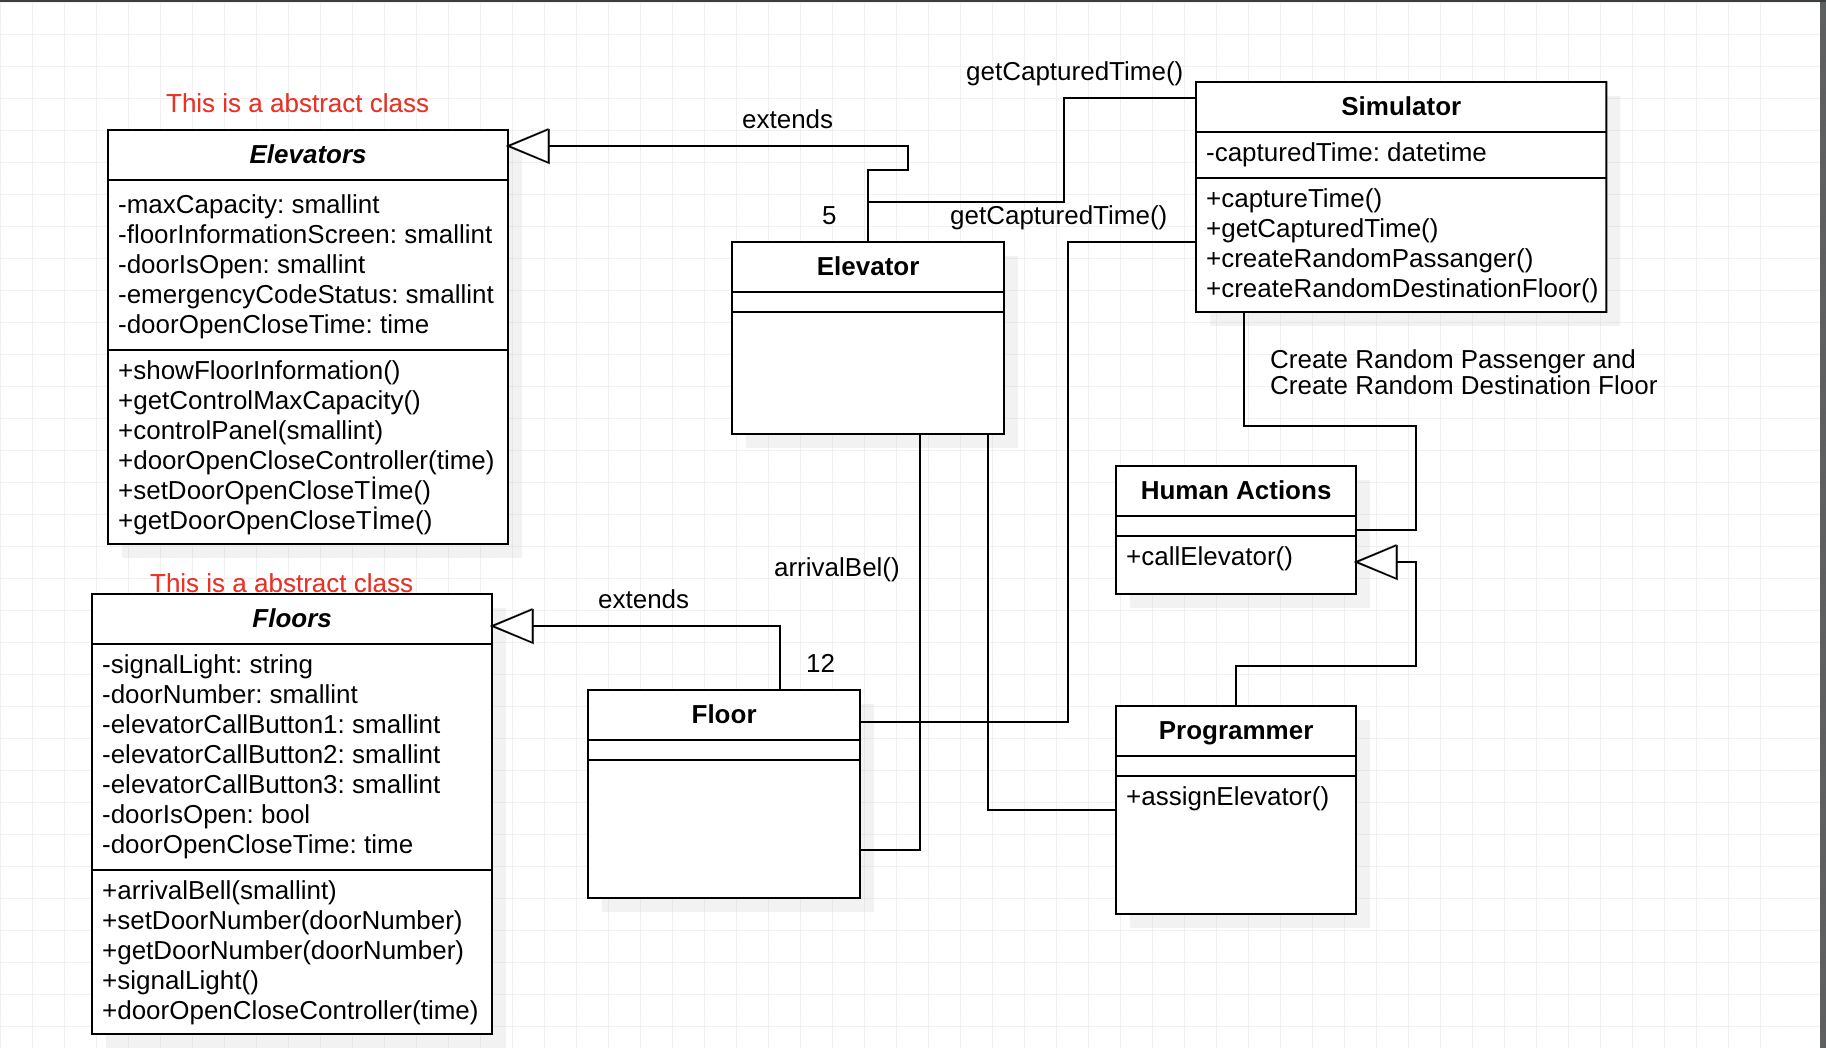 getCapturedTime()
This is a abstract class
extends
Simulator
Elevators
-capturedTime: datetime
-maxCapacity: smallint
-floorInformationScreen: smallint
-doorIsOpen: smallint
-emergencyCodeStatus: smallint
-doorOpenCloseTime: time
+showFloorInformation()
+getControlMaxCapacity()
+controlPanel(smallint)
+doorOpenCloseController(time)
+setDoorOpenCloseTİme()
+getDoorOpenCloseTİme()
5
getCapturedTime()
+captureTime()
+getCapturedTime()
+createRandomPassanger()
+createRandomDestinationFloor()
Elevator
Create Random Passenger and
Create Random Destination Floor
Human Actions
+callElevator()
arrivalBel()
This is a abstract class
extends
Floors
-signalLight: string
-doorNumber: smallint
-elevatorCallButton1: smallint
-elevatorCallButton2: smallint
-elevatorCallButton3: smallint
-doorIsOpen: bool
-doorOpenCloseTime: time
+arrivalBell(smallint)
+setDoorNumber(doorNumber)
+getDoorNumber(doorNumber)
+signalLight()
+doorOpenCloseController(time)
12
Floor
Programmer
+assignElevator()